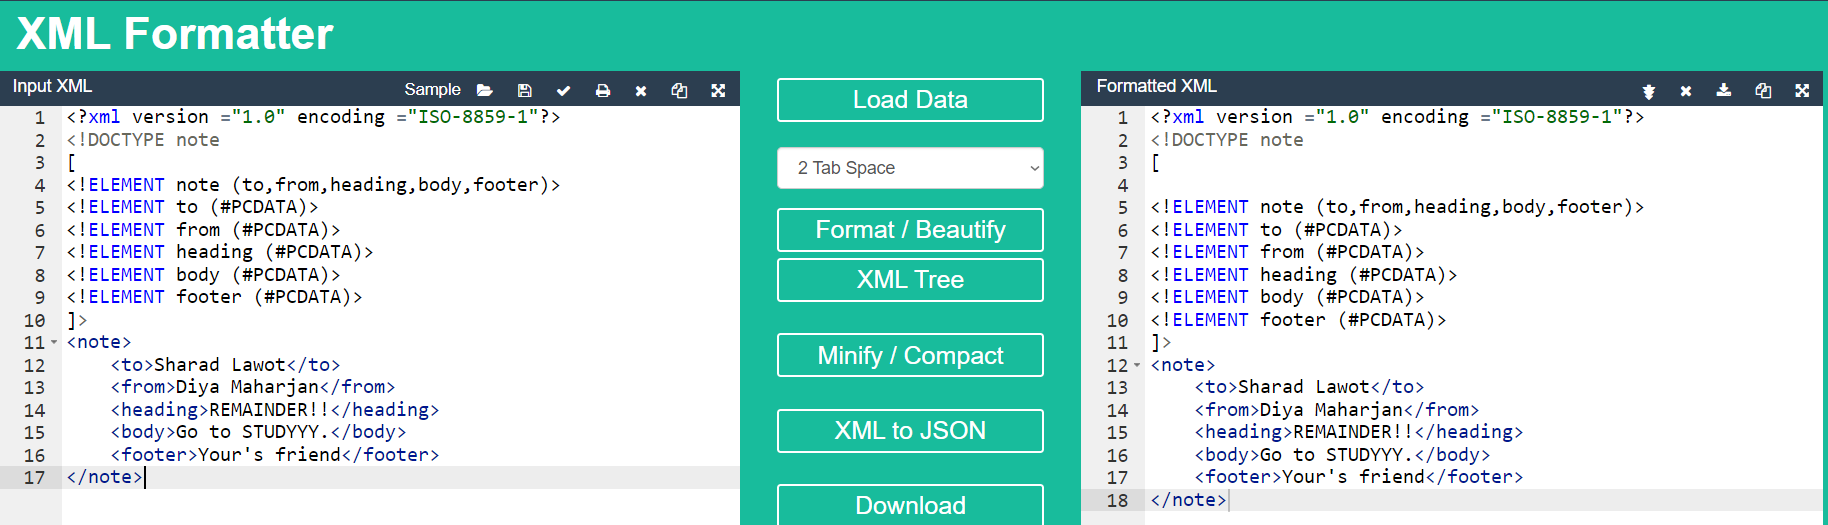 XML Formatter
Input XML
Sample
1 <?xml version ="1.0" encoding ="ISO-8859-1"?>
2 <!DOCTYPE note
3 [
4 <!ELEMENT note (to,from,heading,body,footer)>
5 <!ELEMENT to (#PCDATA)>
6 <!ELEMENT from (#PCDATA)>
7 <!ELEMENT heading (#PCDATA)>
8 <!ELEMENT body (#PCDATA)>
9 <!ELEMENT footer (#PCDATA)>
10 ]>
11 <note>
12     <to>Sharad Lawot</to>
13     <from>Diya Maharjan</from>
14     <heading>REMAINDER!!</heading>
15     <body>Go to STUDYYY.</body>
16     <footer>Your's friend</footer>
17 </note>
Load Data
2 Tab Space
Format / Beautify
XML Tree
Minify / Compact
XML to JSON
Download
Formatted XML
1 <?xml version ="1.0" encoding ="ISO-8859-1"?>
2 <!DOCTYPE note
3 [
4
5 <!ELEMENT note (to,from,heading,body,footer)>
6 <!ELEMENT to (#PCDATA)>
7 <!ELEMENT from (#PCDATA)>
8 <!ELEMENT heading (#PCDATA)>
9 <!ELEMENT body (#PCDATA)>
10 <!ELEMENT footer (#PCDATA)>
11 ]>
12 <note>
13     <to>Sharad Lawot</to>
14     <from>Diya Maharjan</from>
15     <heading>REMAINDER!!</heading>
16     <body>Go to STUDYYY.</body>
17     <footer>Your's friend</footer>
18 </note>